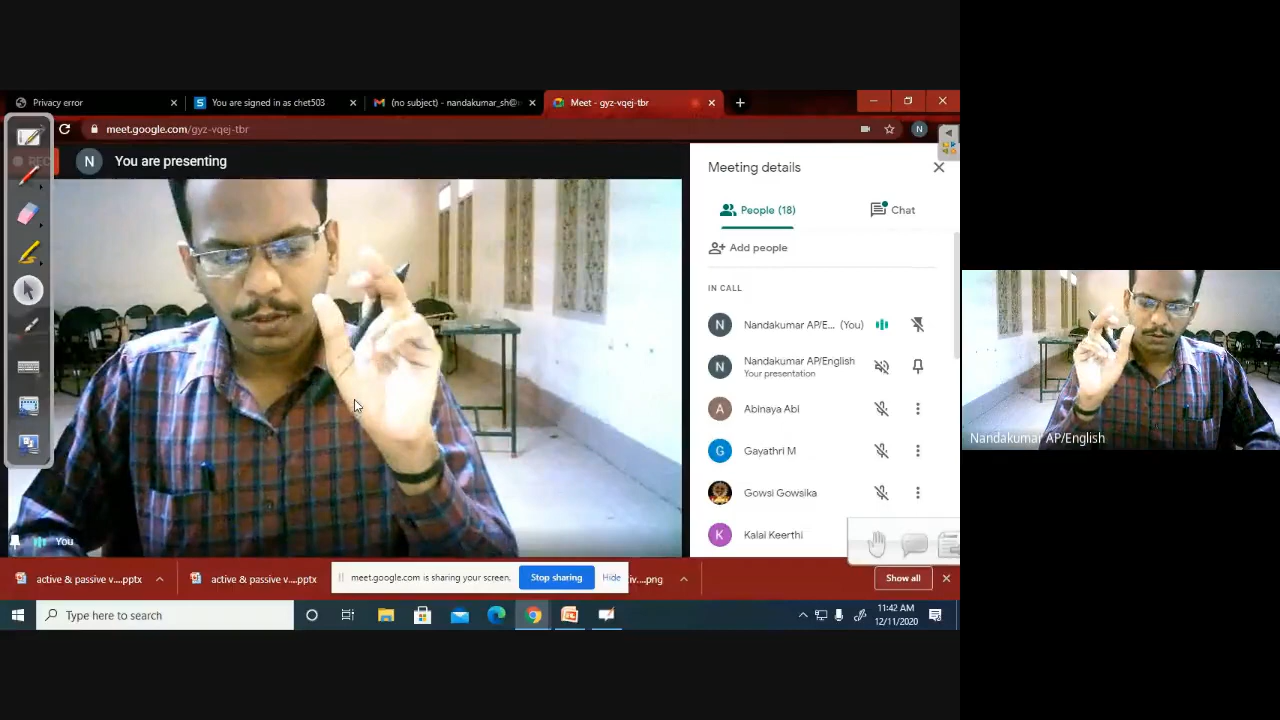 Privacy error
You are signed in as chet503
(no subject) - nandakumar_sh@
Meet - gyz-vqej-tbr
meet.google.com/gyz-vqej-tbr
N
REC
N
You are presenting
Meeting details
People (18)
Chat
Add people
IN CALL
N
Nandakumar AP/E... (You)
N
Nandakumar AP/English
Your presentation
A
Abinaya Abi
G
Gayathri M
Gowsi Gowsika
K
Kalai Keerthi
You
Nandakumar AP/English
active & passive v....pptx
active & passive v....pptx
meet.google.com is sharing your screen.
Stop sharing
Hide
iv....png
Show all
Type here to search
11:42 AM
12/11/2020